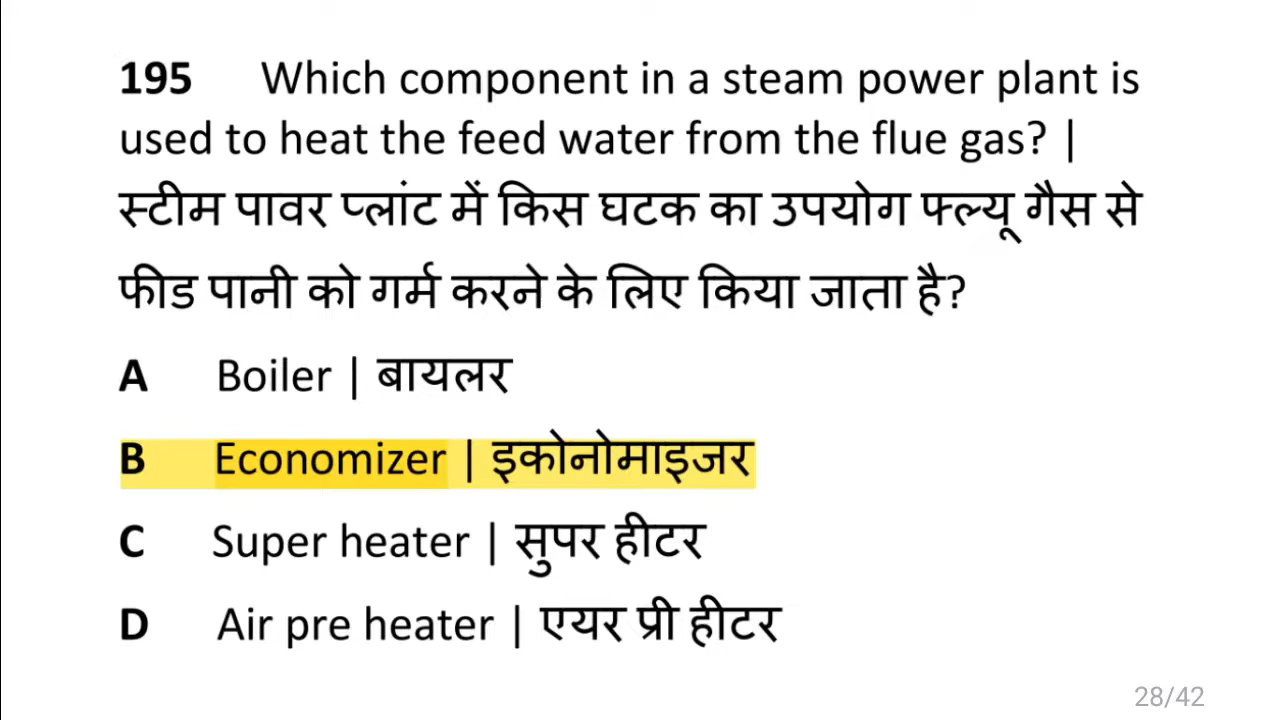 195 Which component in a steam power plant is
used to heat the feed water from the flue gas? |
स्टीम पावर प्लांट में किस घटक का उपयोग फ्ल्यू गैस से
फीड पानी को गर्म करने के लिए किया जाता है?
A Boiler | बायलर
B Economizer | इकोनोमाइजर
C Super heater | सुपर हीटर
D Air pre heater | एयर प्री हीटर
28/42